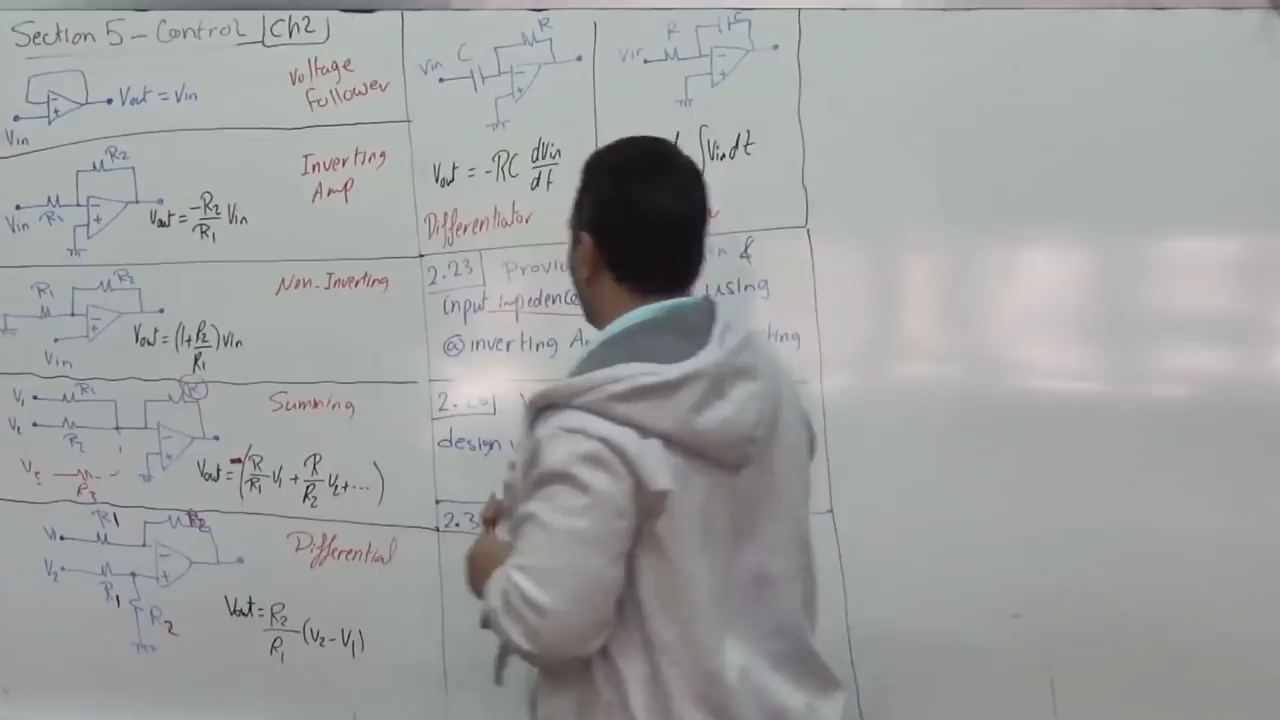 Section 5 - Control Ch2
Vin
Vout = Vin
Voltage
Follower
R2
Vin
R1
Vout = -R2/R1 Vin
Inverting
Amp
R1
R2
Vin
Vout = (1+R2/R1) Vin
Non-Inverting
V1
R1
R
V2
R2
R3
Vout = -(R/R1 V1 + R/R2 V2 + ...)
Summing
R1
R2
V1
V2
R1
R2
Vout = R2/R1 (V2 - V1)
Differential
Vin
C
R
Vout = -RC dVin/dt
Differentiator
Vin
R
C
∫Vin dt
2.23
&
input impedence
using
@ inverting
design